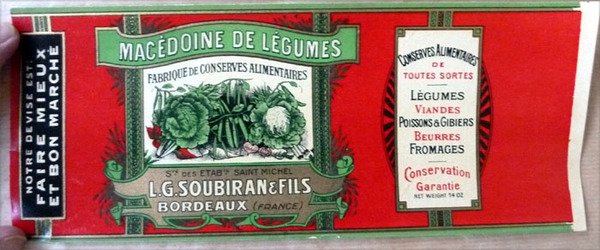 NOTRE DEVISE EST.
FAIRE MIEUX
ET BON MARCHÉ
MACÉDOINE DE LÉGUMES
FABRIQUE DE CONSERVES ALIMENTAIRES
STÉ DES ETABTS SAINT MICHEL
L.G. SOUBIRAN & FILS
BORDEAUX (FRANCE)
CONSERVES ALIMENTAIRES
DE
TOUTES SORTES
LÉGUMES
VIANDES
POISSONS & GIBIERS
BEURRES
FROMAGES
Conservation
Garantie
NET WEIGHT 14 OZ